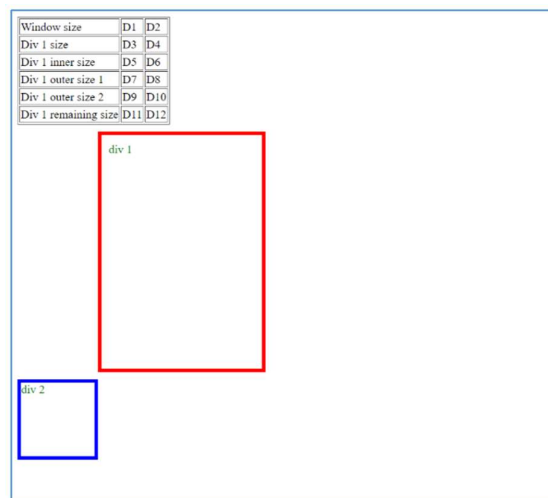 Window size D1 D2
Div 1 size D3 D4
Div 1 inner size D5 D6
Div 1 outer size 1 D7 D8
Div 1 outer size 2 D9 D10
Div 1 remaining size D11 D12
div 1
div 2